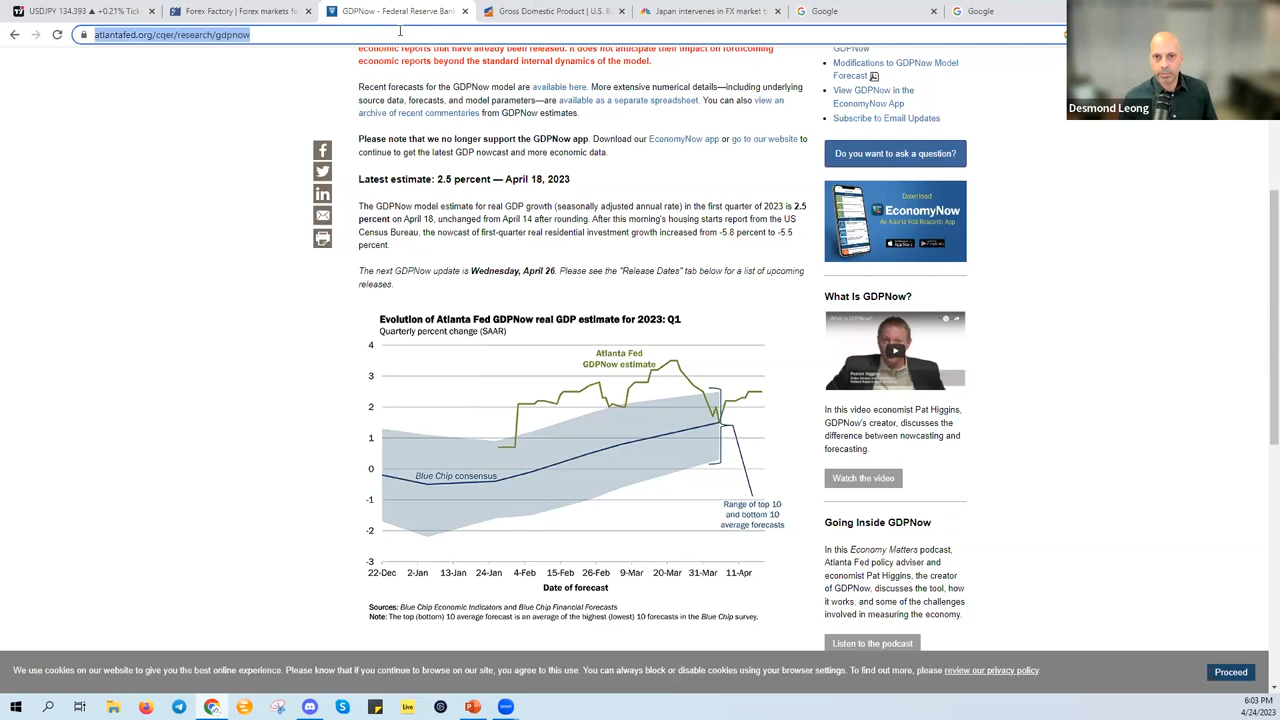 USDJPY 134.393 ▲ +0.21% Tick
Forex Factory | Forex markets fo
GDPNow - Federal Reserve Bank
Gross Domestic Product | U.S. B
Japan intervenes in FX market t
Google
Google
atlantafed.org/cqer/research/gdpnow
economic reports that have already been released. It does not anticipate their impact on forthcoming
economic reports beyond the standard internal dynamics of the model.
Recent forecasts for the GDPNow model are available here. More extensive numerical details—including underlying
source data, forecasts, and model parameters—are available as a separate spreadsheet. You can also view an
archive of recent commentaries from GDPNow estimates.
Please note that we no longer support the GDPNow app. Download our EconomyNow app or go to our website to
continue to get the latest GDP nowcast and more economic data.
Latest estimate: 2.5 percent — April 18, 2023
The GDPNow model estimate for real GDP growth (seasonally adjusted annual rate) in the first quarter of 2023 is 2.5
percent on April 18, unchanged from April 14 after rounding. After this morning's housing starts report from the US
Census Bureau, the nowcast of first-quarter real residential investment growth increased from -5.8 percent to -5.5
percent.
The next GDPNow update is Wednesday, April 26. Please see the "Release Dates" tab below for a list of upcoming
releases.
Evolution of Atlanta Fed GDPNow real GDP estimate for 2023: Q1
Quarterly percent change (SAAR)
4
3
2
1
0
-1
-2
-3
Atlanta Fed
GDPNow estimate
Blue Chip consensus
Range of top 10
and bottom 10
average forecasts
22-Dec 2-Jan 13-Jan 24-Jan 4-Feb 15-Feb 26-Feb 9-Mar 20-Mar 31-Mar 11-Apr
Date of forecast
Sources: Blue Chip Economic Indicators and Blue Chip Financial Forecasts
Note: The top (bottom) 10 average forecast is an average of the highest (lowest) 10 forecasts in the Blue Chip survey.
GDPNow
Modifications to GDPNow Model
Forecast
View GDPNow in the
EconomyNow App
Subscribe to Email Updates
Do you want to ask a question?
Download
EconomyNow
An Atlanta Fed Research App
App Store
Google Play
What Is GDPNow?
What is GDPNow?
Patrick Higgins
In this video economist Pat Higgins,
GDPNow's creator, discusses the
difference between nowcasting and
forecasting.
Watch the video
Going Inside GDPNow
In this Economy Matters podcast,
Atlanta Fed policy adviser and
economist Pat Higgins, the creator
of GDPNow, discusses the tool, how
it works, and some of the challenges
involved in measuring the economy.
Listen to the podcast
Desmond Leong
We use cookies on our website to give you the best online experience. Please know that if you continue to browse on our site, you agree to this use. You can always block or disable cookies using your browser settings. To find out more, please review our privacy policy.
Proceed
Live
zoom
6:03 PM
4/24/2023